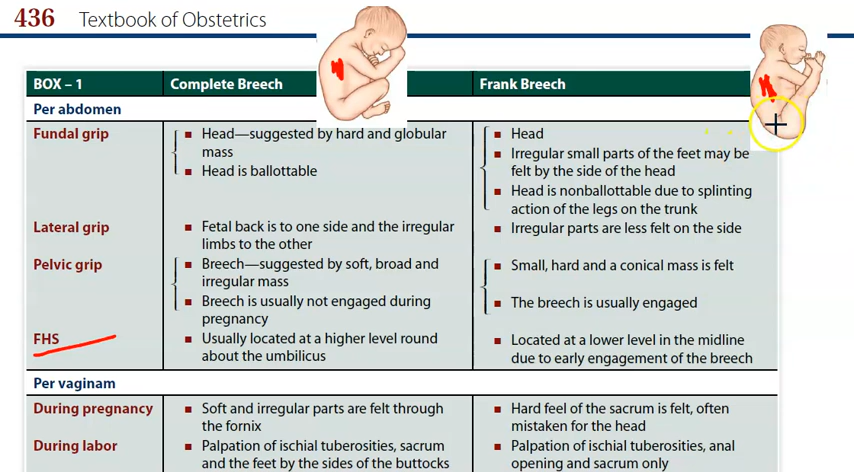 436 Textbook of Obstetrics
BOX – 1 Complete Breech Frank Breech
Per abdomen
Fundal grip
■ Head—suggested by hard and globular
mass
■ Head is ballottable
■ Head
■ Irregular small parts of the feet may be
felt by the side of the head
■ Head is nonballottable due to splinting
action of the legs on the trunk
Lateral grip
■ Fetal back is to one side and the irregular
limbs to the other
■ Irregular parts are less felt on the side
Pelvic grip
■ Breech—suggested by soft, broad and
irregular mass
■ Breech is usually not engaged during
pregnancy
■ Small, hard and a conical mass is felt
■ The breech is usually engaged
FHS
■ Usually located at a higher level round
about the umbilicus
■ Located at a lower level in the midline
due to early engagement of the breech
Per vaginam
During pregnancy
■ Soft and irregular parts are felt through
the fornix
■ Hard feel of the sacrum is felt, often
mistaken for the head
During labor
■ Palpation of ischial tuberosities, sacrum
and the feet by the sides of the buttocks
■ Palpation of ischial tuberosities, anal
opening and sacrum only